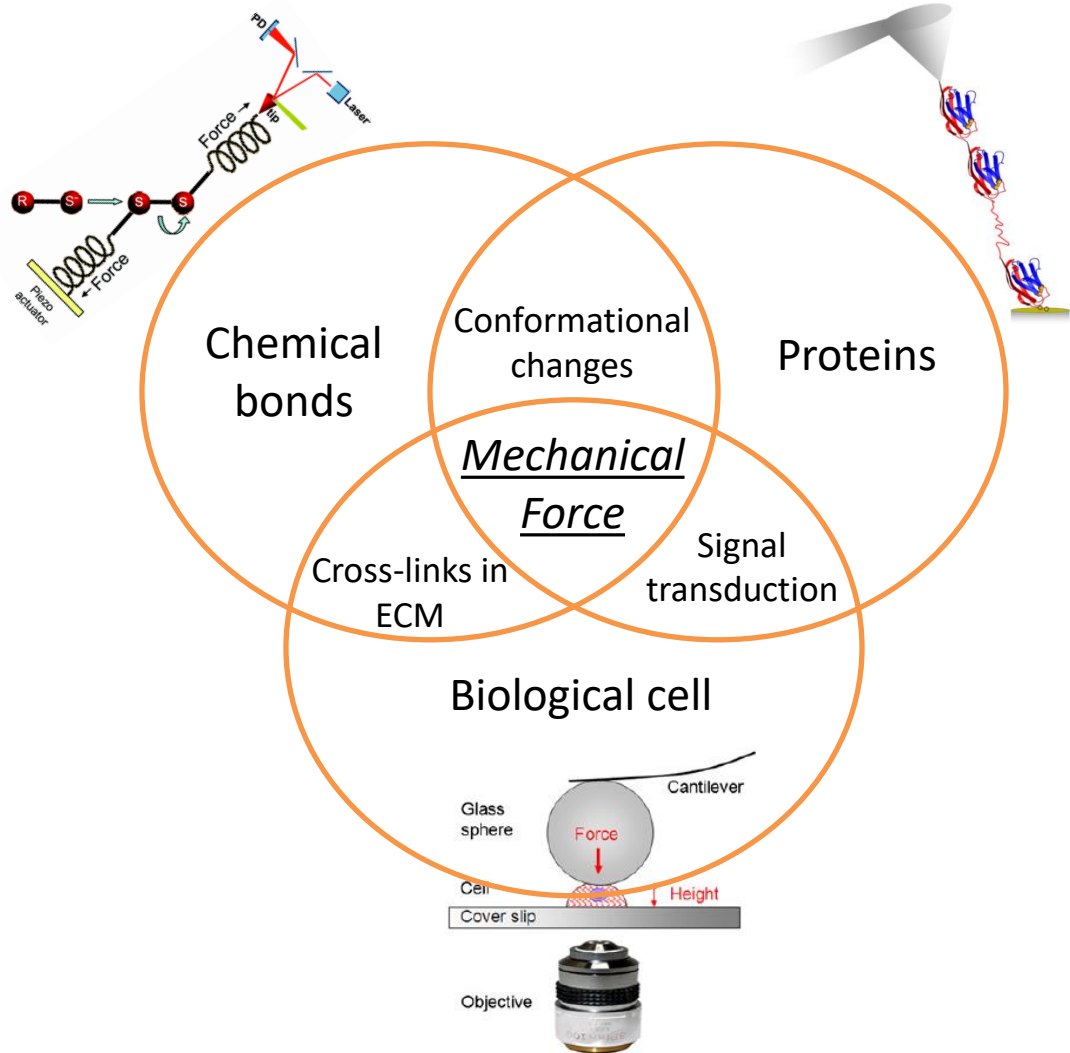 PD
Laser
tip
Force →
R
S-
S
S
←Force
Piezo
actuator
Chemical
bonds
Conformational
changes
Proteins
Mechanical
Force
Cross-links in
ECM
Signal
transduction
Biological cell
Cantilever
Glass
sphere
Force
Cell
Height
Cover slip
Objective